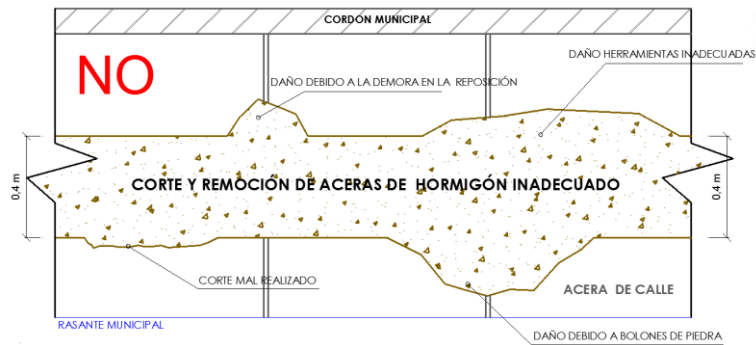 CORDÓN MUNICIPAL
NO
DAÑO HERRAMIENTAS INADECUADAS
DAÑO DEBIDO A LA DEMORA EN LA REPOSICIÓN
0,4 m
CORTE Y REMOCIÓN DE ACERAS DE HORMIGÓN INADECUADO
0,4 m
CORTE MAL REALIZADO
ACERA DE CALLE
RASANTE MUNICIPAL
DAÑO DEBIDO A BOLONES DE PIEDRA